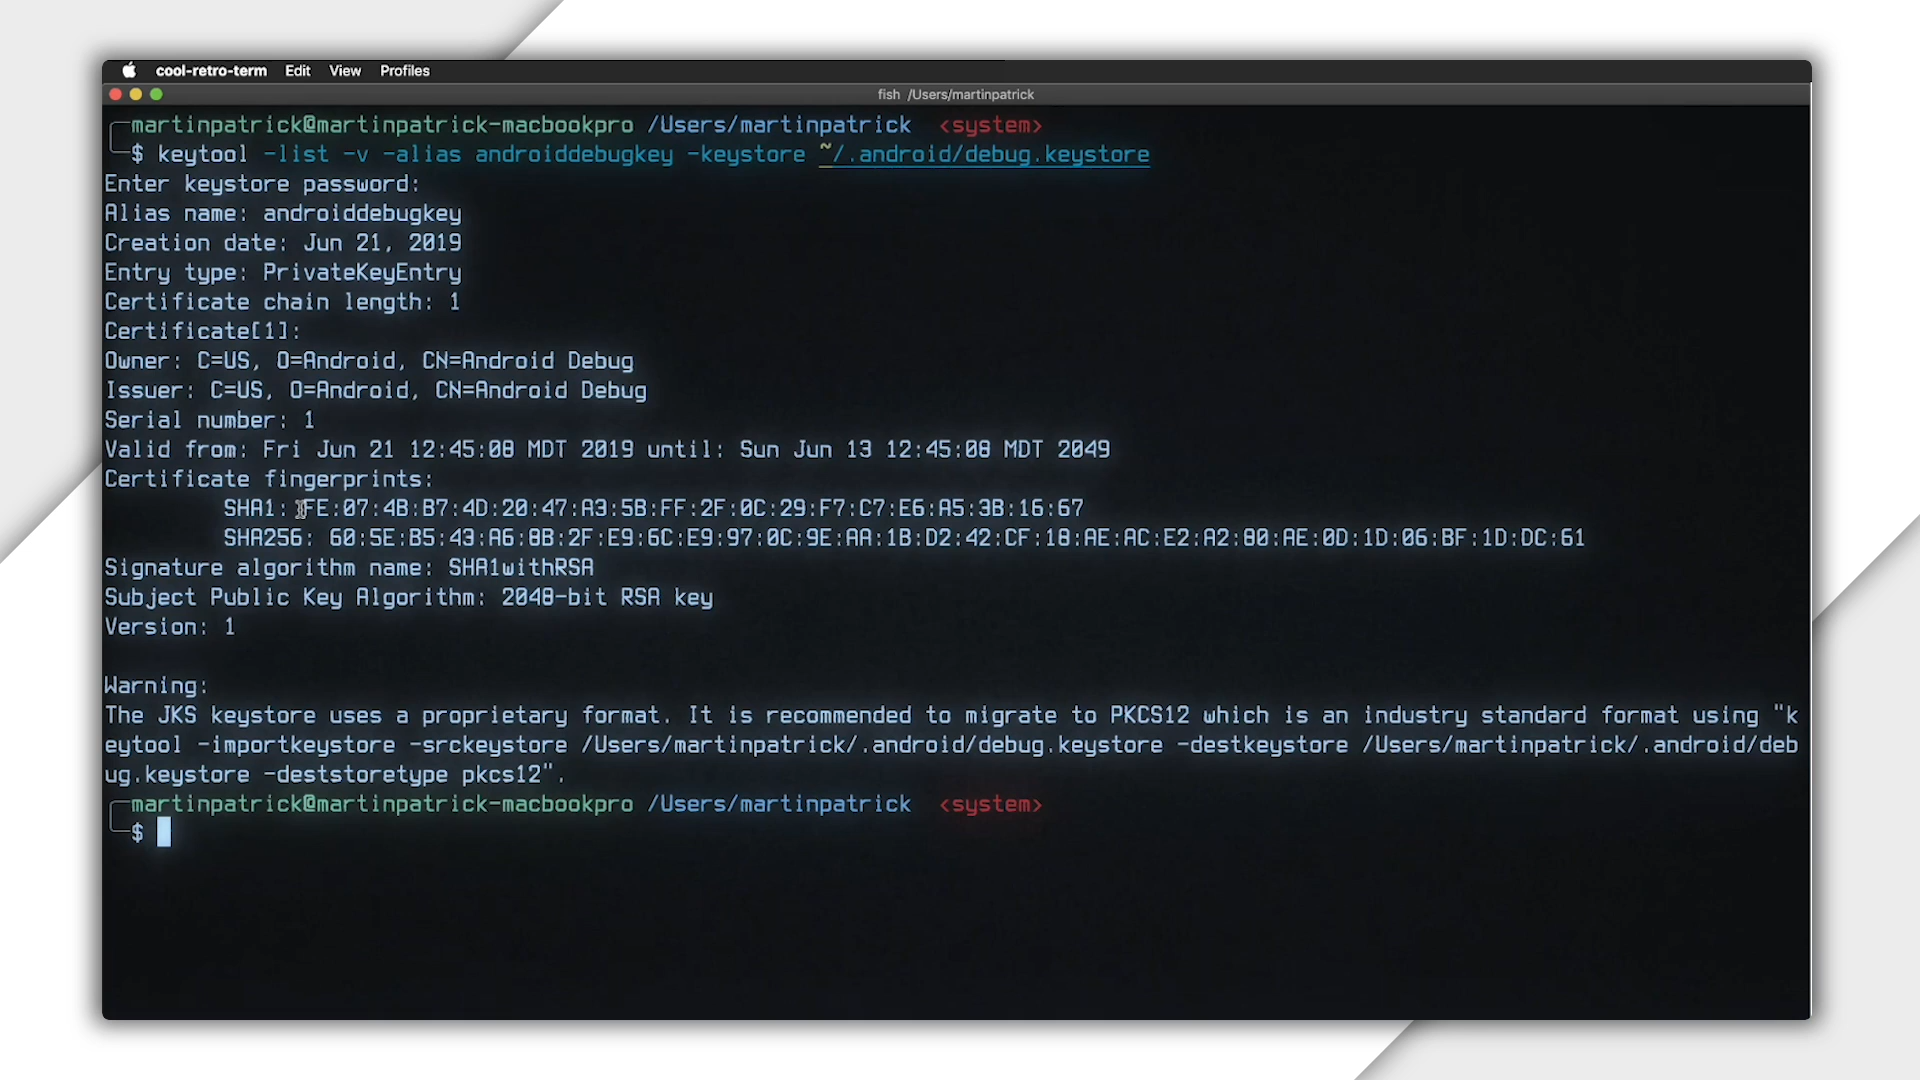 cool-retro-term Edit View Profiles
fish /Users/martinpatrick
martinpatrick@martinpatrick-macbookpro /Users/martinpatrick <system>
$ keytool -list -v -alias androiddebugkey -keystore ~/.android/debug.keystore
Enter keystore password:
Alias name: androiddebugkey
Creation date: Jun 21, 2019
Entry type: PrivateKeyEntry
Certificate chain length: 1
Certificate[1]:
Owner: C=US, O=Android, CN=Android Debug
Issuer: C=US, O=Android, CN=Android Debug
Serial number: 1
Valid from: Fri Jun 21 12:45:08 MDT 2019 until: Sun Jun 13 12:45:08 MDT 2049
Certificate fingerprints:
SHA1: FE:07:4B:B7:4D:20:47:A3:5B:FF:2F:0C:29:F7:C7:E6:A5:3B:16:67
SHA256: 60:5E:B5:43:A6:8B:2F:E9:6C:E9:97:0C:9E:AA:1B:D2:42:CF:18:AE:AC:E2:A2:80:AE:0D:1D:06:BF:1D:DC:61
Signature algorithm name: SHA1withRSA
Subject Public Key Algorithm: 2048-bit RSA key
Version: 1
Warning:
The JKS keystore uses a proprietary format. It is recommended to migrate to PKCS12 which is an industry standard format using "k
eytool -importkeystore -srckeystore /Users/martinpatrick/.android/debug.keystore -destkeystore /Users/martinpatrick/.android/deb
ug.keystore -deststoretype pkcs12".
martinpatrick@martinpatrick-macbookpro /Users/martinpatrick <system>
$